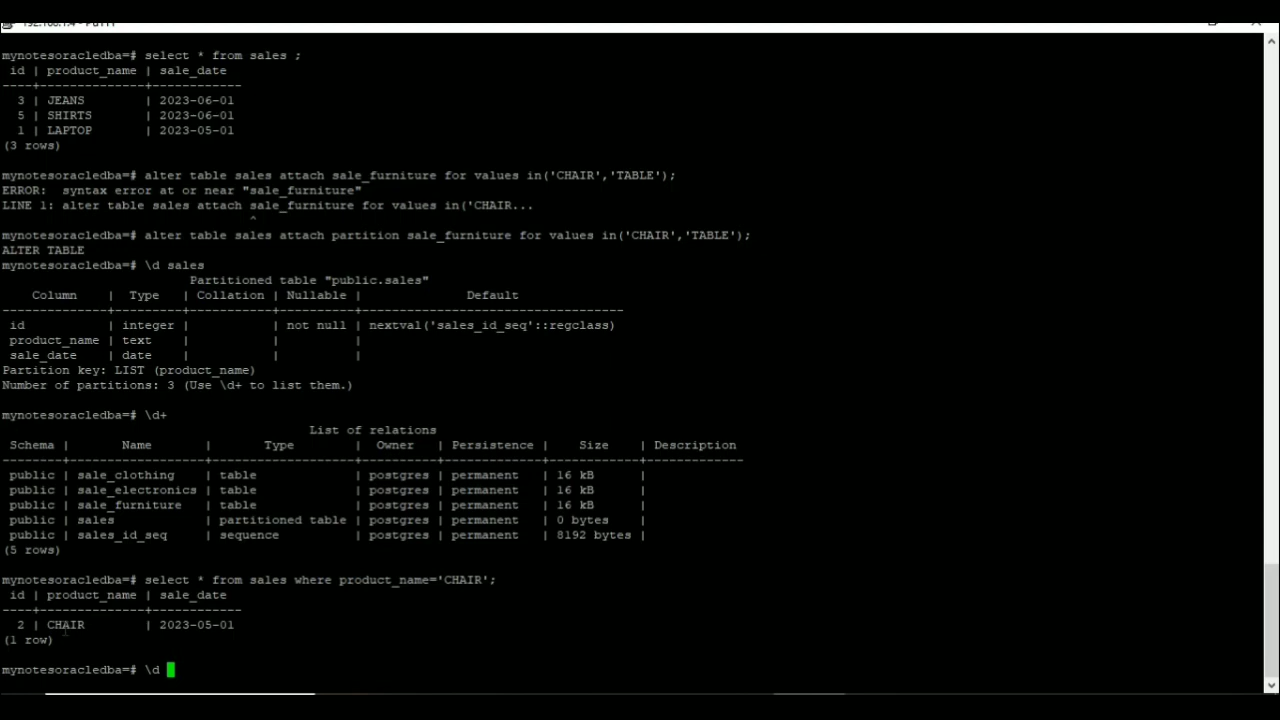 192.168.1.4 - PuTTY
mynotesoracledba=# select * from sales ;
 id | product_name | sale_date
----+--------------+------------
  3 | JEANS        | 2023-06-01
  5 | SHIRTS       | 2023-06-01
  1 | LAPTOP       | 2023-05-01
(3 rows)
mynotesoracledba=# alter table sales attach sale_furniture for values in('CHAIR','TABLE');
ERROR:  syntax error at or near "sale_furniture"
LINE 1: alter table sales attach sale_furniture for values in('CHAIR...
                                 ^
mynotesoracledba=# alter table sales attach partition sale_furniture for values in('CHAIR','TABLE');
ALTER TABLE
mynotesoracledba=# \d sales
                         Partitioned table "public.sales"
    Column    |  Type   | Collation | Nullable |              Default
--------------+---------+-----------+----------+-----------------------------------
 id           | integer |           | not null | nextval('sales_id_seq'::regclass)
 product_name | text    |           |          |
 sale_date    | date    |           |          |
Partition key: LIST (product_name)
Number of partitions: 3 (Use \d+ to list them.)
mynotesoracledba=# \d+
                                         List of relations
 Schema |       Name       |       Type        |  Owner   | Persistence |    Size    | Description
--------+------------------+-------------------+----------+-------------+------------+-------------
 public | sale_clothing    | table             | postgres | permanent   | 16 kB      |
 public | sale_electronics | table             | postgres | permanent   | 16 kB      |
 public | sale_furniture   | table             | postgres | permanent   | 16 kB      |
 public | sales            | partitioned table | postgres | permanent   | 0 bytes    |
 public | sales_id_seq     | sequence          | postgres | permanent   | 8192 bytes |
(5 rows)
mynotesoracledba=# select * from sales where product_name='CHAIR';
 id | product_name | sale_date
----+--------------+------------
  2 | CHAIR        | 2023-05-01
(1 row)
mynotesoracledba=# \d